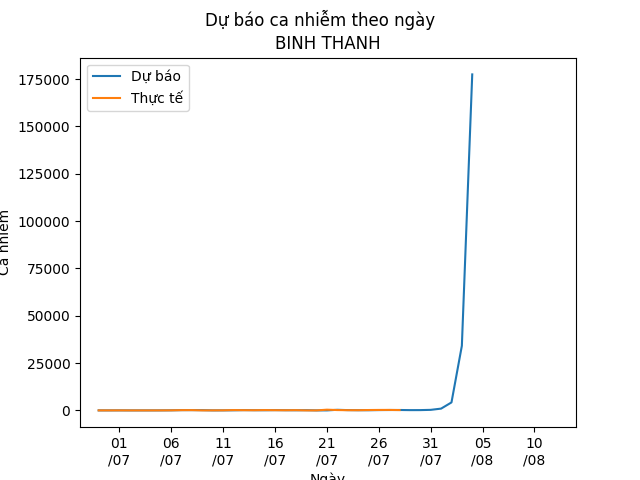 Dự báo ca nhiễm theo ngày
BINH THANH
Dự báo
Thực tế
175000
150000
125000
100000
75000
50000
25000
0
Ca nhiễm
01 06 11 16 21 26 31 05 10
/07 /07 /07 /07 /07 /07 /07 /08 /08
Ngày